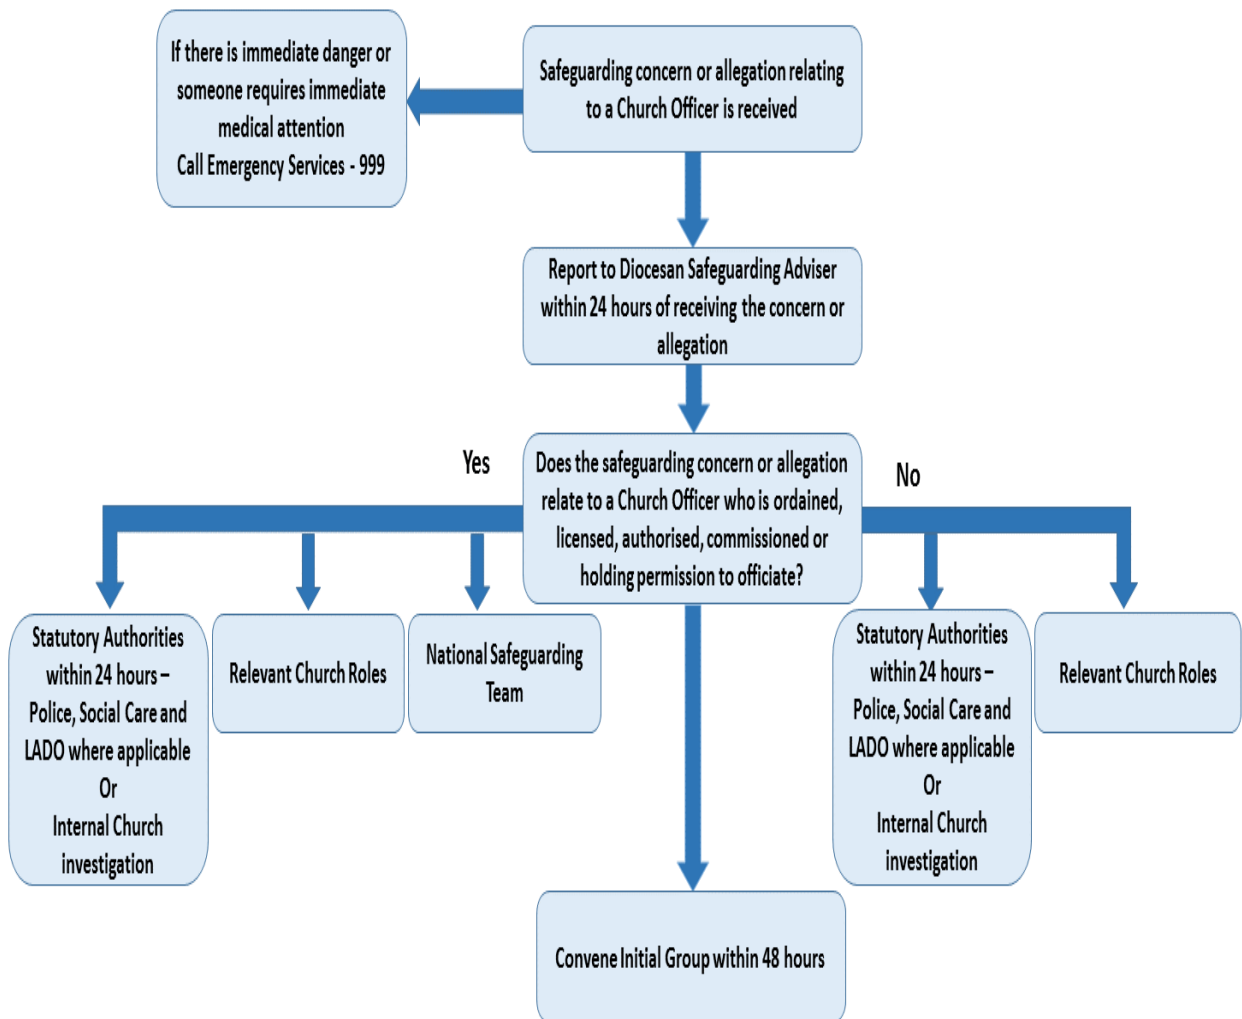 If there is immediate danger or
someone requires immediate
medical attention
Call Emergency Services - 999
Safeguarding concern or allegation relating
to a Church Officer is received
Report to Diocesan Safeguarding Adviser
within 24 hours of receiving the concern or
allegation
Yes
Does the safeguarding concern or allegation
relate to a Church Officer who is ordained,
licensed, authorised, commissioned or
holding permission to officiate?
No
Statutory Authorities
within 24 hours –
Police, Social Care and
LADO where applicable
Or
Internal Church
investigation
Relevant Church Roles
National Safeguarding
Team
Statutory Authorities
within 24 hours –
Police, Social Care and
LADO where applicable
Or
Internal Church
investigation
Relevant Church Roles
Convene Initial Group within 48 hours